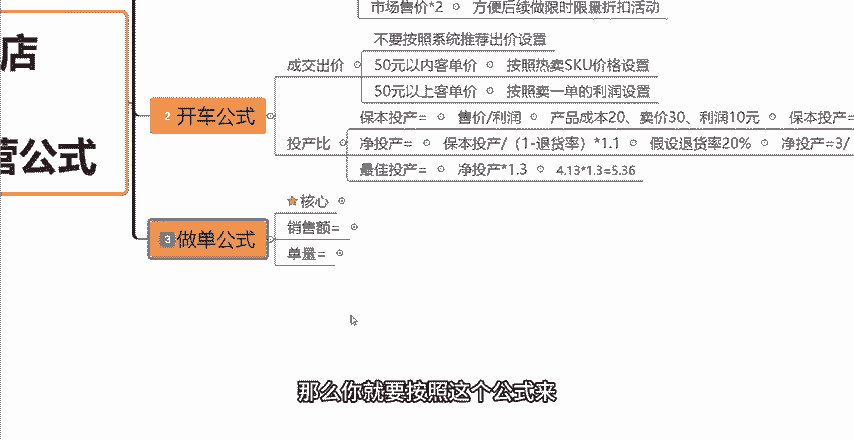 市场售价*2 方便后续做限时限量折扣活动
店
营公式
2 开车公式
成交出价
不要按照系统推荐出价设置
50元以内客单价 按照热卖SKU价格设置
50元以上客单价 按照卖一单的利润设置
投产比
保本投产= 售价/利润 产品成本20、卖价30、利润10元 保本投产=
净投产= 保本投产/（1-退货率）*1.1 假设退货率20% 净投产=3/
最佳投产= 净投产*1.3 4.13*1.3=5.36
3 做单公式
核心
销售额=
单量=
那么你就要按照这个公式来